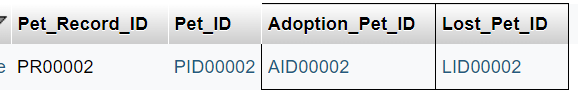 Pet_Record_ID Pet_ID Adoption_Pet_ID Lost_Pet_ID
e PR00002 PID00002 AID00002 LID00002